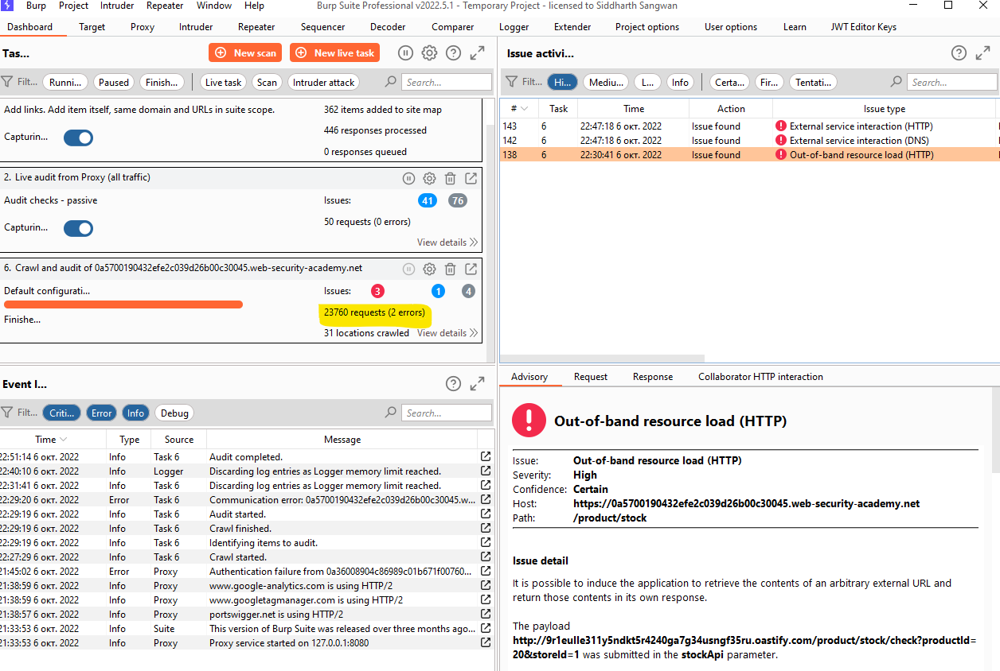 Burp Project Intruder Repeater Window Help Burp Suite Professional v2022.5.1 - Temporary Project - licensed to Siddharth Sangwan
Dashboard Target Proxy Intruder Repeater Sequencer Decoder Comparer Logger Extender Project options User options Learn JWT Editor Keys
Tas... New scan New live task
Filt... Runni... Paused Finish... Live task Scan Intruder attack Search...
Add links. Add item itself, same domain and URLs in suite scope. 362 items added to site map
Capturin... 446 responses processed
0 responses queued
2. Live audit from Proxy (all traffic)
Audit checks - passive Issues: 41 76
50 requests (0 errors)
Capturin...
View details
6. Crawl and audit of 0a5700190432efe2c039d26b00c30045.web-security-academy.net
Default configurati... Issues: 3 1 4
23760 requests (2 errors)
Finishe...
31 locations crawled View details
Issue activi...
Filt... Hi... Mediu... L... Info Certa... Fir... Tentati... Search...
# Task Time Action Issue type
143 6 22:47:18 6 окт. 2022 Issue found External service interaction (HTTP)
142 6 22:47:18 6 окт. 2022 Issue found External service interaction (DNS)
138 6 22:30:41 6 окт. 2022 Issue found Out-of-band resource load (HTTP)
Event l...
Filt... Criti... Error Info Debug Search...
Time Type Source Message
22:51:14 6 окт. 2022 Info Task 6 Audit completed.
22:40:10 6 окт. 2022 Info Logger Discarding log entries as Logger memory limit reached.
22:31:41 6 окт. 2022 Info Task 6 Discarding log entries as Logger memory limit reached.
22:29:20 6 окт. 2022 Error Task 6 Communication error: 0a5700190432efe2c039d26b00c30045.w...
22:29:19 6 окт. 2022 Info Task 6 Audit started.
22:29:19 6 окт. 2022 Info Task 6 Crawl finished.
22:29:19 6 окт. 2022 Info Task 6 Identifying items to audit.
22:27:29 6 окт. 2022 Info Task 6 Crawl started.
21:45:02 6 окт. 2022 Error Proxy Authentication failure from 0a36008904c86989c01b671f00760...
21:38:59 6 окт. 2022 Info Proxy www.google-analytics.com is using HTTP/2
21:38:59 6 окт. 2022 Info Proxy www.googletagmanager.com is using HTTP/2
21:38:57 6 окт. 2022 Info Proxy portswigger.net is using HTTP/2
21:33:53 6 окт. 2022 Info Suite This version of Burp Suite was released over three months ago...
21:33:53 6 окт. 2022 Info Proxy Proxy service started on 127.0.0.1:8080
Advisory Request Response Collaborator HTTP interaction
Out-of-band resource load (HTTP)
Issue: Out-of-band resource load (HTTP)
Severity: High
Confidence: Certain
Host: https://0a5700190432efe2c039d26b00c30045.web-security-academy.net
Path: /product/stock
Issue detail
It is possible to induce the application to retrieve the contents of an arbitrary external URL and
return those contents in its own response.
The payload
http://9r1eulle311y5ndkt5r4240ga7g34usngf35ru.oastify.com/product/stock/check?productId=
20&storeId=1 was submitted in the stockApi parameter.